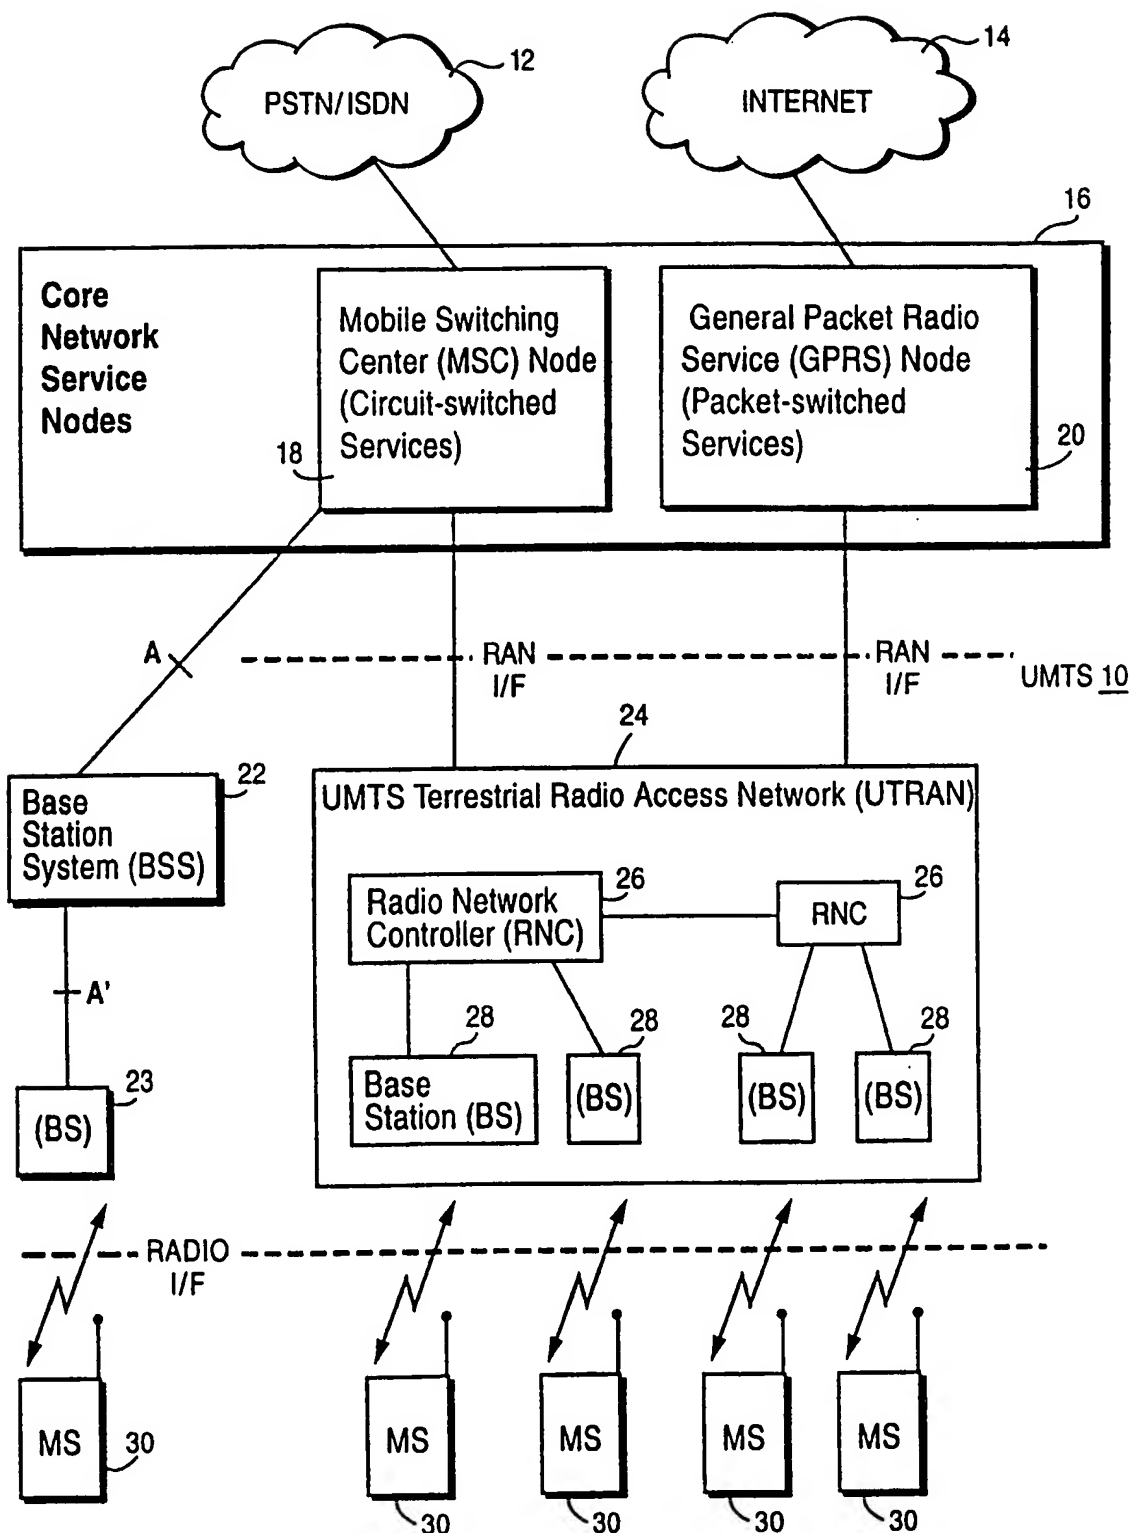 12
PSTN/ISDN
14
INTERNET
16
Core
Network
Service
Nodes
Mobile Switching
Center (MSC) Node
(Circuit-switched
Services)
18
General Packet Radio
Service (GPRS) Node
(Packet-switched
Services)
20
A
RAN
I/F
RAN
I/F
UMTS 10
24
22
Base
Station
System (BSS)
UMTS Terrestrial Radio Access Network (UTRAN)
26
Radio Network
Controller (RNC)
26
RNC
A'
28
28
28
28
23
(BS)
Base
Station (BS)
(BS)
(BS)
(BS)
RADIO
I/F
MS
30
MS
30
MS
30
MS
30
MS
30